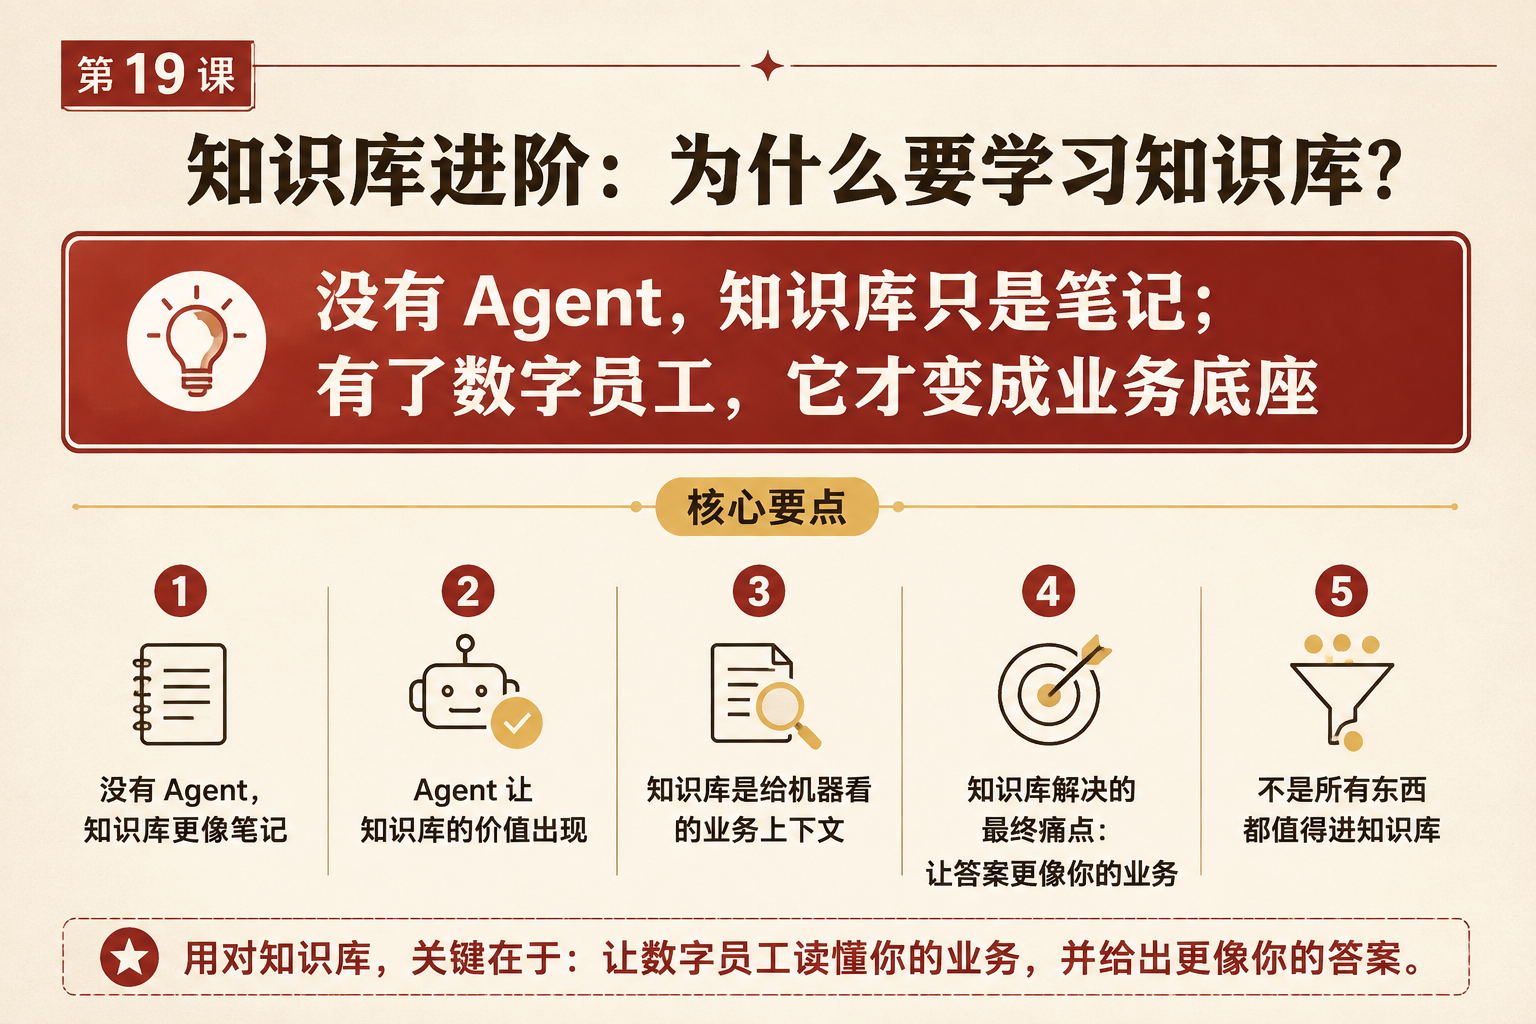 第 19 课
知识库进阶：为什么要学习知识库？
没有 Agent，知识库只是笔记；
有了数字员工，它才变成业务底座
核心要点
1
没有 Agent，
知识库更像笔记
2
Agent 让
知识库的价值出现
3
知识库是给机器看
的业务上下文
4
知识库解决的
最终痛点：
让答案更像你的业务
5
不是所有东西
都值得进知识库
用对知识库，关键在于：让数字员工读懂你的业务，并给出更像你的答案。